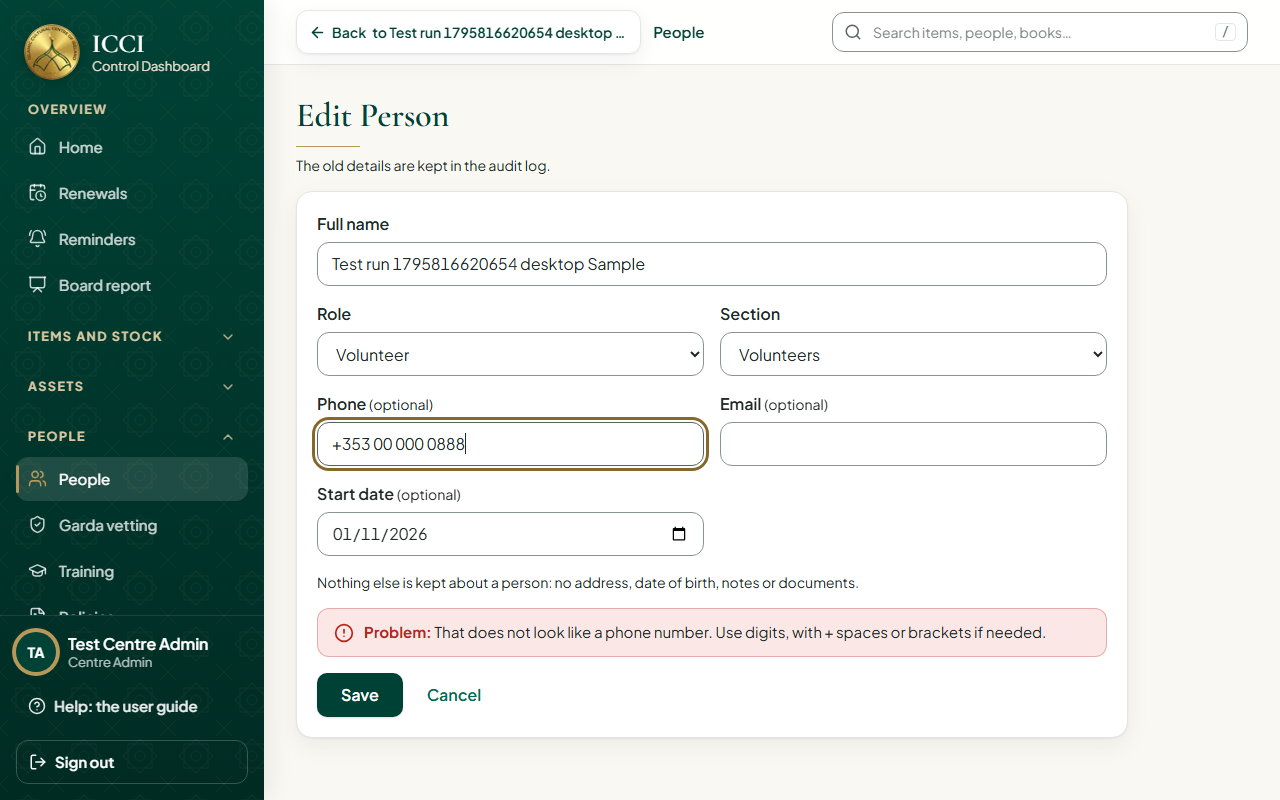 ICCI
Control Dashboard
OVERVIEW
Home
Renewals
Reminders
Board report
ITEMS AND STOCK
ASSETS
PEOPLE
People
Garda vetting
Training
TA
Test Centre Admin
Centre Admin
Help: the user guide
Sign out
Back to Test run 1795816620654 desktop ...
People
Search items, people, books...
/
Edit Person
The old details are kept in the audit log.
Full name
Test run 1795816620654 desktop Sample
Role
Section
Volunteer
Volunteers
Phone (optional)
Email (optional)
+353 00 000 0888
Start date (optional)
01/11/2026
Nothing else is kept about a person: no address, date of birth, notes or documents.
Problem: That does not look like a phone number. Use digits, with + spaces or brackets if needed.
Save
Cancel